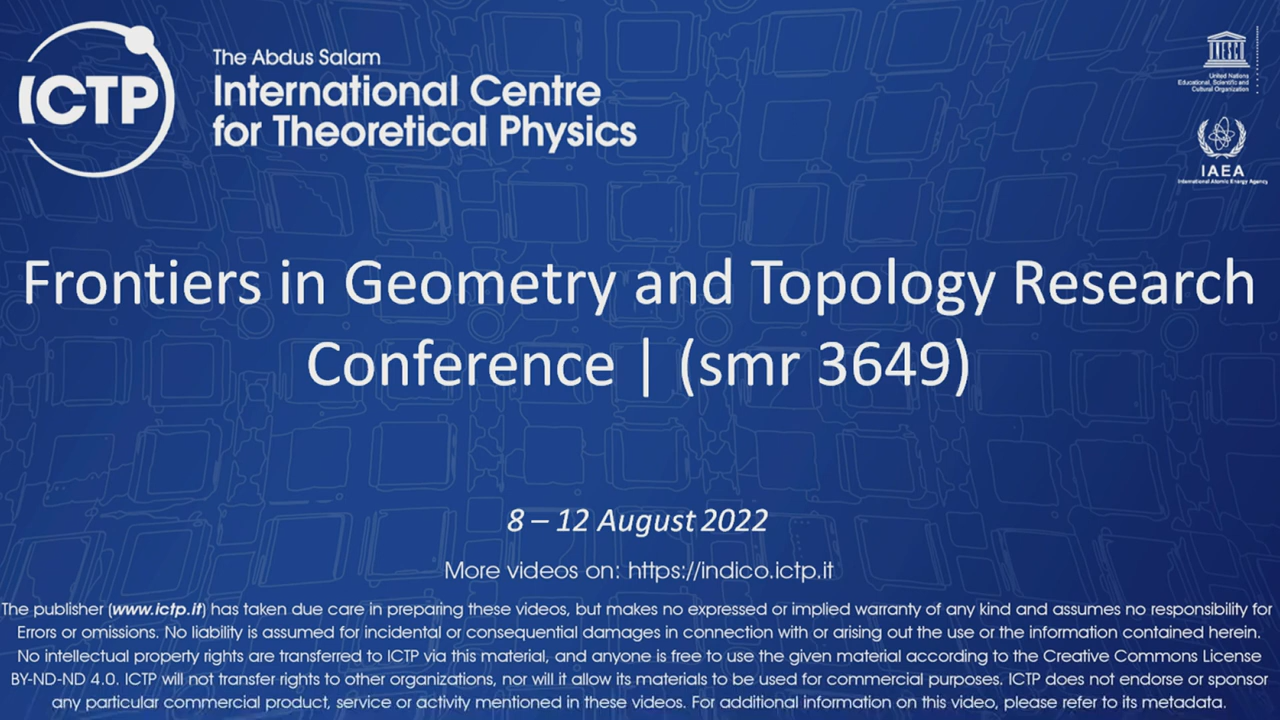 ICTP
The Abdus Salam
International Centre
for Theoretical Physics
United Nations
Educational, Scientific and
Cultural Organization
IAEA
International Atomic Energy Agency
Frontiers in Geometry and Topology Research
Conference | (smr 3649)
8 – 12 August 2022
More videos on: https://indico.ictp.it
The publisher (www.ictp.it) has taken due care in preparing these videos, but makes no expressed or implied warranty of any kind and assumes no responsibility for
Errors or omissions. No liability is assumed for incidental or consequential damages in connection with or arising out the use or the information contained herein.
No intellectual property rights are transferred to ICTP via this material, and anyone is free to use the given material according to the Creative Commons License
BY-ND-ND 4.0. ICTP will not transfer rights to other organizations, nor will it allow its materials to be used for commercial purposes. ICTP does not endorse or sponsor
any particular commercial product, service or activity mentioned in these videos. For additional information on this video, please refer to its metadata.